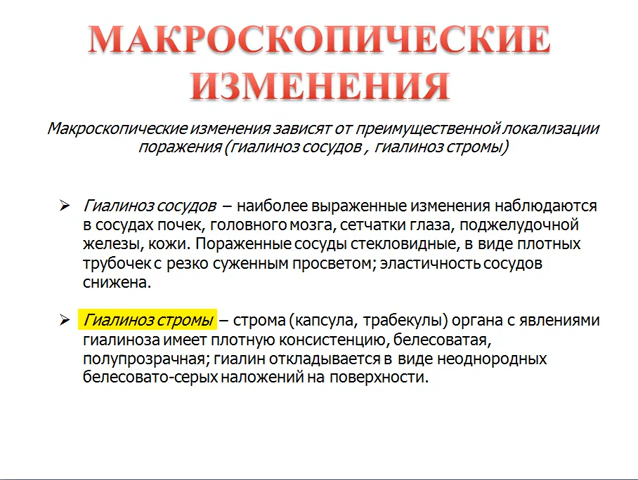 МАКРОСКОПИЧЕСКИЕ
ИЗМЕНЕНИЯ
Макроскопические изменения зависят от преимущественной локализации
поражения (гиалиноз сосудов , гиалиноз стромы)
➢ Гиалиноз сосудов – наиболее выраженные изменения наблюдаются
в сосудах почек, головного мозга, сетчатки глаза, поджелудочной
железы, кожи. Пораженные сосуды стекловидные, в виде плотных
трубочек с резко суженным просветом; эластичность сосудов
снижена.
➢ Гиалиноз стромы – строма (капсула, трабекулы) органа с явлениями
гиалиноза имеет плотную консистенцию, белесоватая,
полупрозрачная; гиалин откладывается в виде неоднородных
белесовато-серых наложений на поверхности.